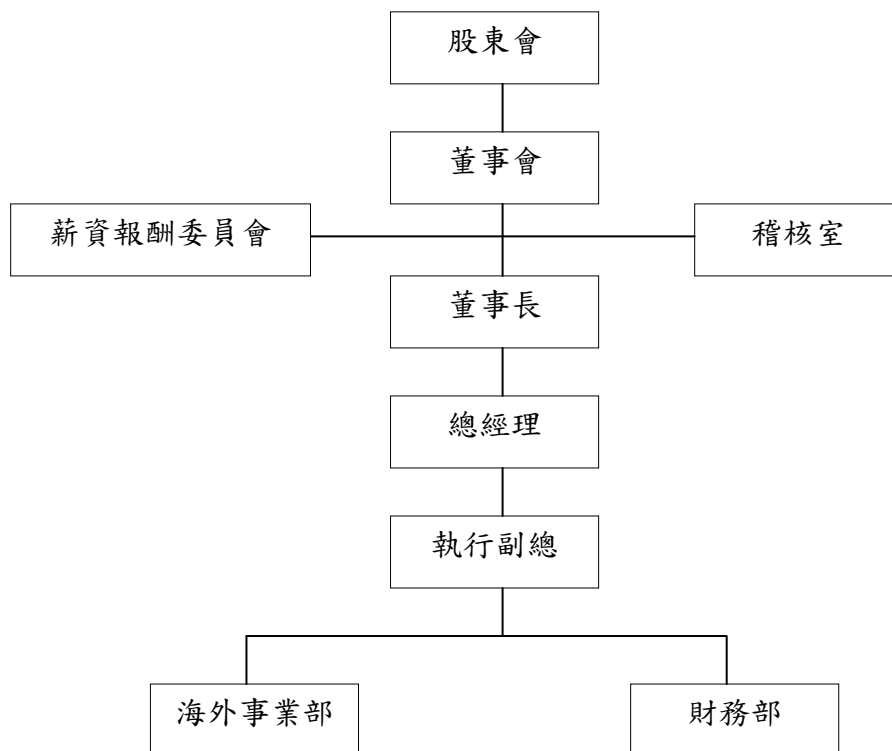 股東會
董事會
薪資報酬委員會
稽核室
董事長
總經理
執行副總
海外事業部
財務部